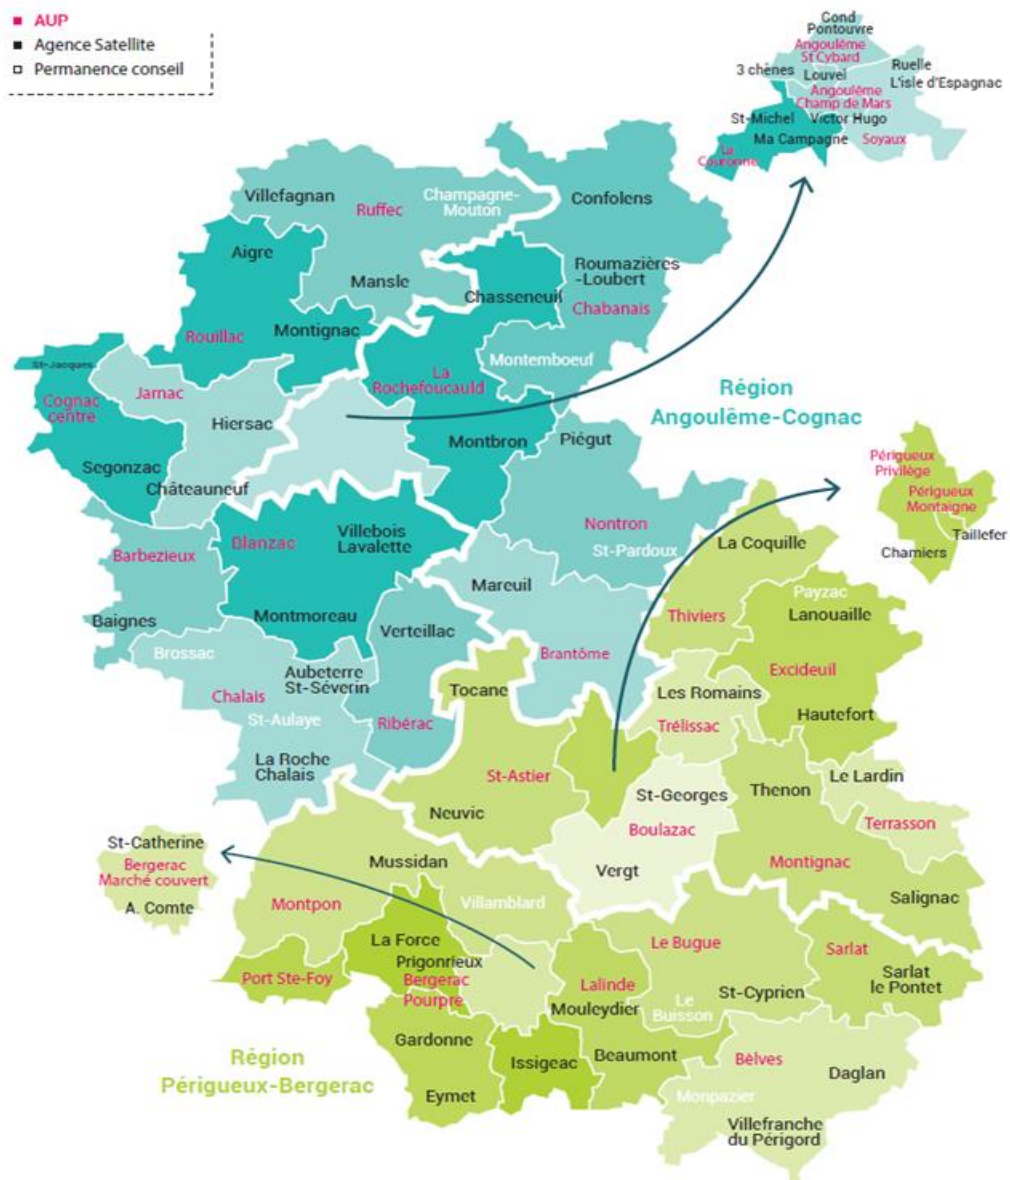 AUP
Agence Satellite
Permanence conseil
Gond
Pontouvre
Angoulême
St Cybard
3 chênes
Louvel
Ruelle
L'isle d'Espagnac
Angoulême
Champ de Mars
St-Michel
Victor Hugo
Ma Campagne
Soyaux
La
Couronne
Villefagnan
Ruffec
Champagne-
Mouton
Confolens
Aigre
Mansle
Roumazières
-Loubert
Chasseneuil
Chabanais
Rouillac
Montignac
Montemboeuf
St-Jacques
Jarnac
La
Rochefoucauld
Région
Angoulême-Cognac
Cognac
centre
Hiersac
Montbron
Piégut
Segonzac
Châteauneuf
Périgueux
Privilège
Périgueux
Montaigne
Taillefer
Chamiers
Barbezieux
Blanzac
Villebois
Lavalette
Nontron
St-Pardoux
La Coquille
Mareuil
Payzac
Lanouaille
Baignes
Montmoreau
Verteillac
Thiviers
Brossac
Aubeterre
St-Séverin
Brantôme
Excideuil
Chalais
Tocane
Les Romains
St-Aulaye
Ribérac
Trélissac
Hautefort
La Roche
Chalais
St-Astier
Neuvic
St-Georges
Thenon
Le Lardin
Boulazac
Terrasson
St-Catherine
Bergerac
Marché couvert
A. Comte
Mussidan
Vergt
Montignac
Montpon
Villamblard
Salignac
La Force
Prigonrieux
Le Bugue
Sarlat
Port Ste-Foy
Bergerac
Pourpre
Lalinde
Sarlat
le Pontet
Mouleydier
Le
Buisson
St-Cyprien
Gardonne
Région
Périgueux-Bergerac
Issigeac
Beaumont
Bèlves
Daglan
Eymet
Monpazier
Villefranche
du Périgord